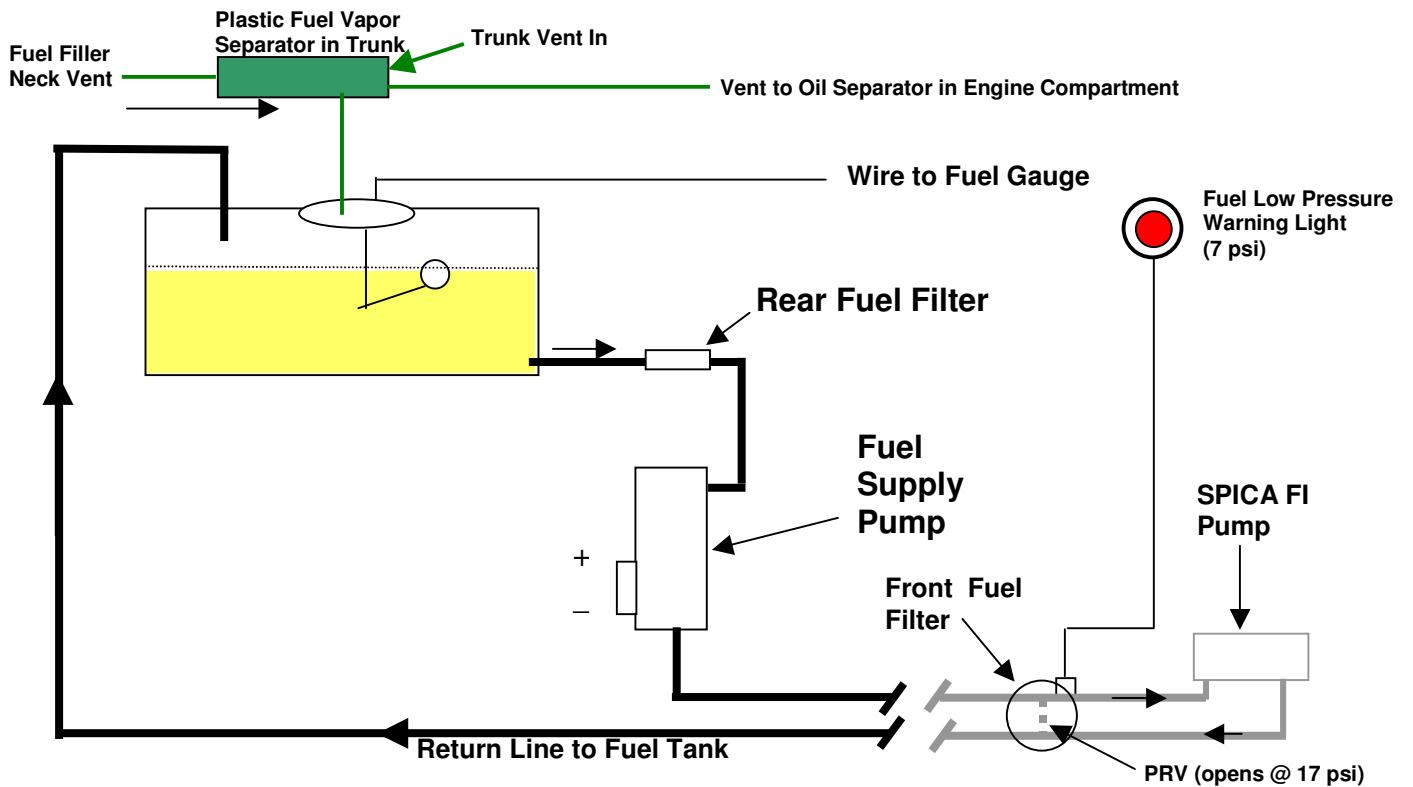 Plastic Fuel Vapor
Separator in Trunk
Trunk Vent In
Fuel Filler
Neck Vent
Vent to Oil Separator in Engine Compartment
Wire to Fuel Gauge
Fuel Low Pressure
Warning Light
(7 psi)
Rear Fuel Filter
Fuel
Supply
Pump
+
–
SPICA FI
Pump
Front Fuel
Filter
Return Line to Fuel Tank
PRV (opens @ 17 psi)